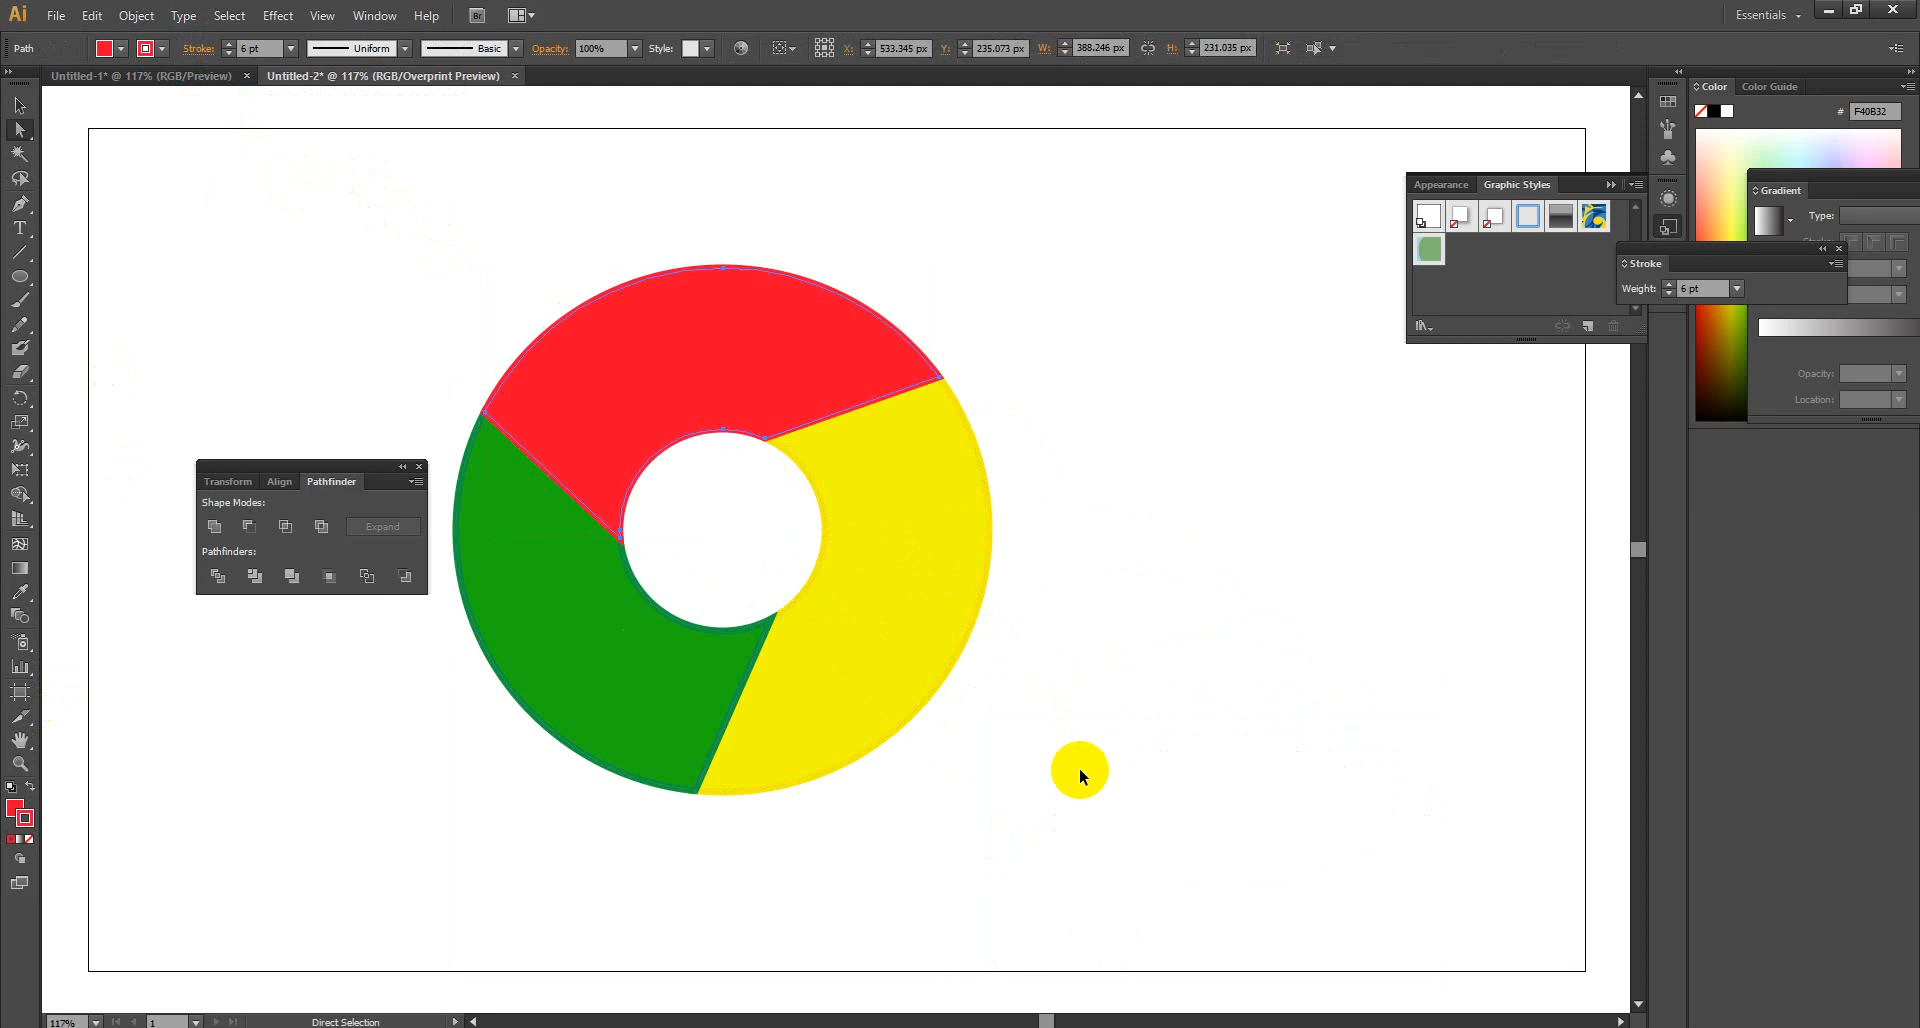 Ai File Edit Object Type Select Effect View Window Help Br Essentials
Path Stroke: 6 pt Uniform Basic Opacity: 100% Style: X: 533.345 px Y: 235.073 px W: 388.246 px H: 231.035 px
Untitled-1* @ 117% (RGB/Preview) × Untitled-2* @ 117% (RGB/Overprint Preview) ×
Color Color Guide
# F40B32
Appearance Graphic Styles
Gradient
Type:
Stroke
Weight: 6 pt
Opacity:
Location:
Transform Align Pathfinder
Shape Modes:
Expand
Pathfinders:
117% 1 Direct Selection